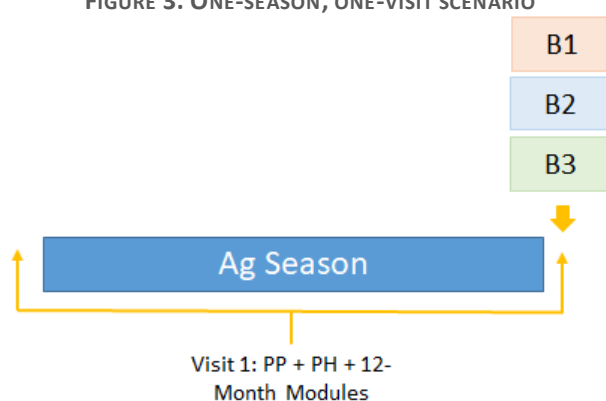 FIGURE 3. ONE-SEASON, ONE-VISIT SCENARIO
B1
B2
B3
Ag Season
Visit 1: PP + PH + 12-
Month Modules